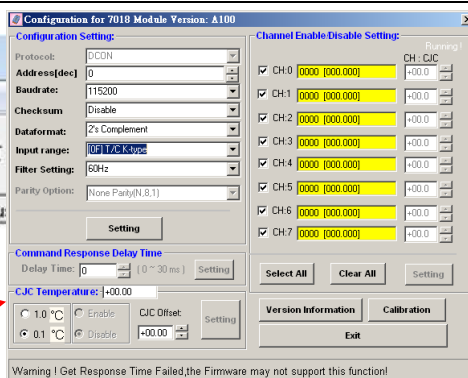 Configuration for 7018 Module Version: A100
Configuration Setting:
Protocol: DCON
Address[dec] 0
Baudrate: 115200
Checksum Disable
Dataformat: 2's Complement
Input range: [0F] T/C K-type
Filter Setting: 60Hz
Parity Option: None Parity(N,8,1)
Setting
Command Response Delay Time
Delay Time: 0 ( 0 ~ 30 ms ) Setting
CJC Temperature: +00.00
1.0 °C Enable CJC Offset:
0.1 °C Disable +00.00 Setting
Channel Enable/Disable Setting:
Running !
CH : CJC
CH:0 0000 [000.000] +00.0
CH:1 0000 [000.000] +00.0
CH:2 0000 [000.000] +00.0
CH:3 0000 [000.000] +00.0
CH:4 0000 [000.000] +00.0
CH:5 0000 [000.000] +00.0
CH:6 0000 [000.000] +00.0
CH:7 0000 [000.000] +00.0
Select All Clear All Setting
Version Information Calibration
Exit
Warning ! Get Response Time Failed,the Firmware may not support this function!